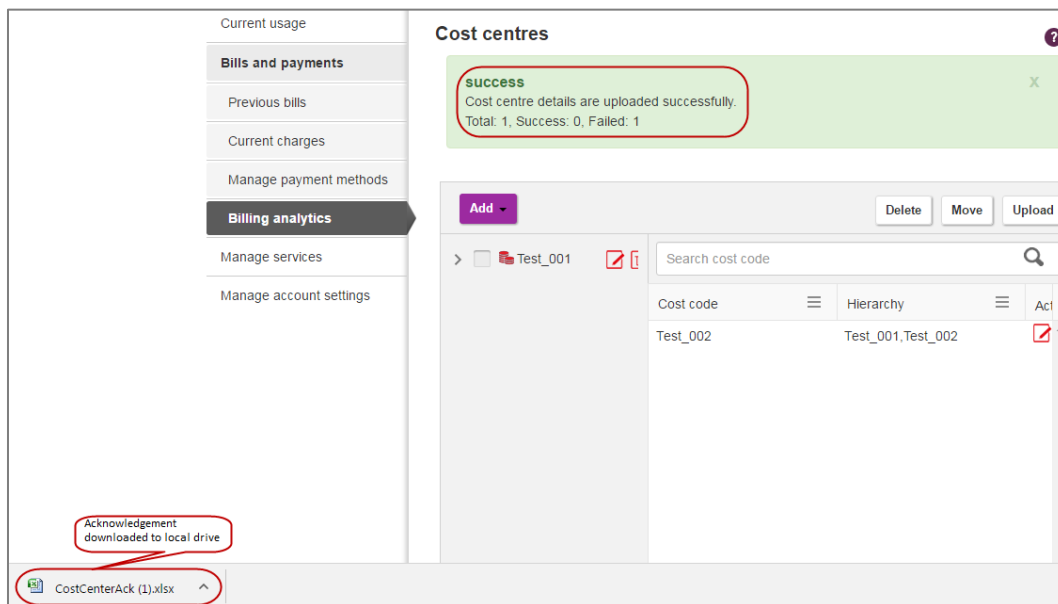 Current usage
Bills and payments
Previous bills
Current charges
Manage payment methods
Billing analytics
Manage services
Manage account settings
Cost centres
?
success
X
Cost centre details are uploaded successfully.
Total: 1, Success: 0, Failed: 1
Add
Delete
Move
Upload
Test_001
Search cost code
Cost code
Hierarchy
Act
Test_002
Test_001,Test_002
Acknowledgement
downloaded to local drive
CostCenterAck (1).xlsx